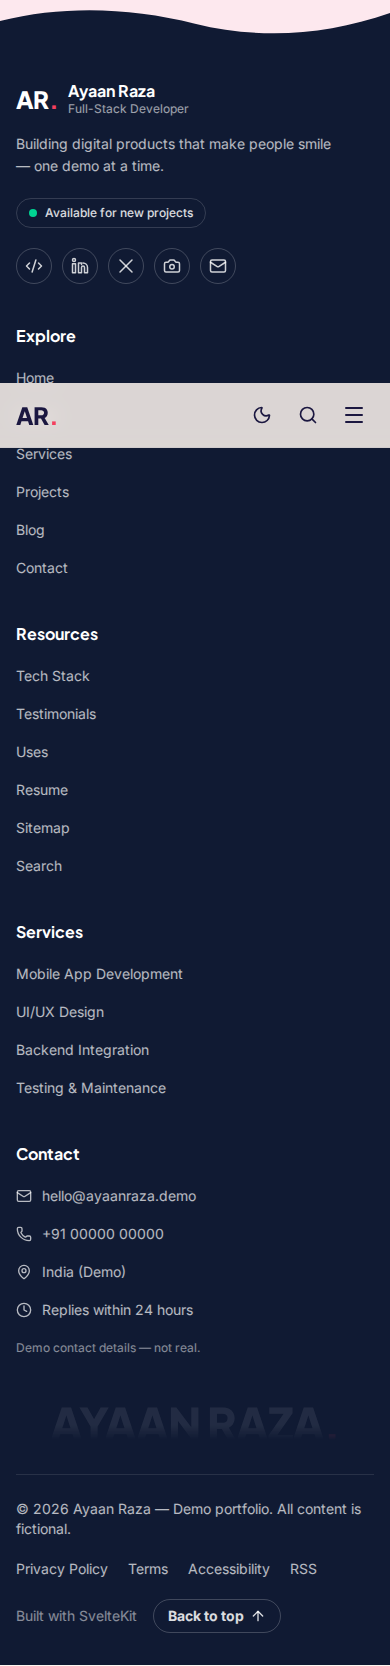 AR.
Ayaan Raza
Full-Stack Developer
Building digital products that make people smile
— one demo at a time.
Available for new projects
Explore
Home
AR.
Services
Projects
Blog
Contact
Resources
Tech Stack
Testimonials
Uses
Resume
Sitemap
Search
Services
Mobile App Development
UI/UX Design
Backend Integration
Testing & Maintenance
Contact
hello@ayaanraza.demo
+91 00000 00000
India (Demo)
Replies within 24 hours
Demo contact details — not real.
AYAAN RAZA.
© 2026 Ayaan Raza — Demo portfolio. All content is
fictional.
Privacy Policy Terms Accessibility RSS
Built with SvelteKit Back to top